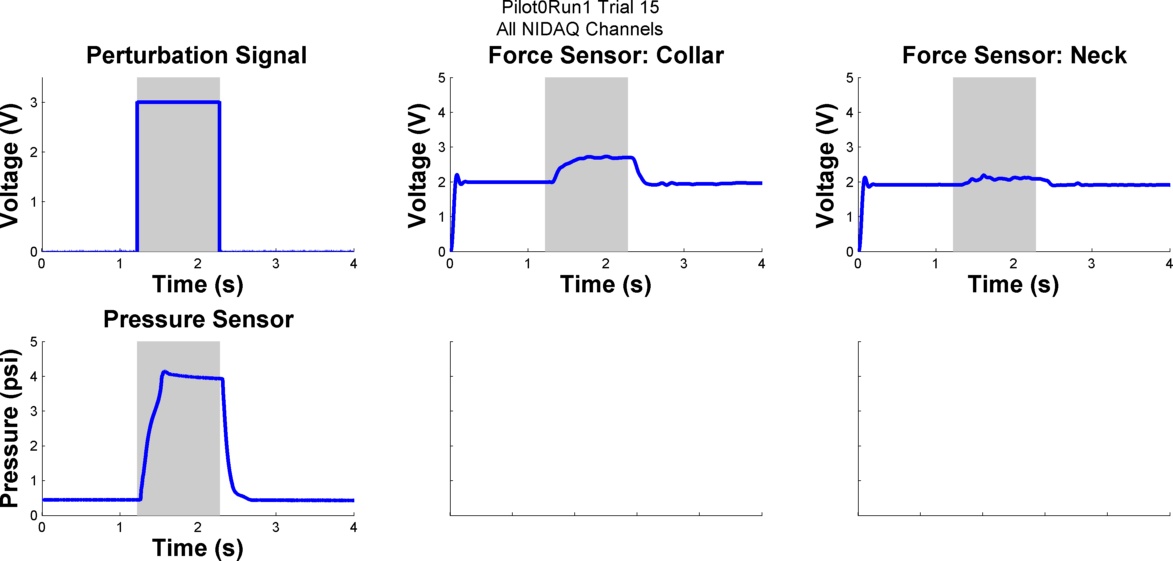 Pilot0Run1 Trial 15
All NIDAQ Channels
Perturbation Signal
Force Sensor: Collar
Force Sensor: Neck
Voltage (V)
3
2
1
0
0 1 2 3 4
Time (s)
Voltage (V)
5
4
3
2
1
0
0 1 2 3 4
Time (s)
Voltage (V)
5
4
3
2
1
0
0 1 2 3 4
Time (s)
Pressure Sensor
Pressure (psi)
5
4
3
2
1
0
0 1 2 3 4
Time (s)